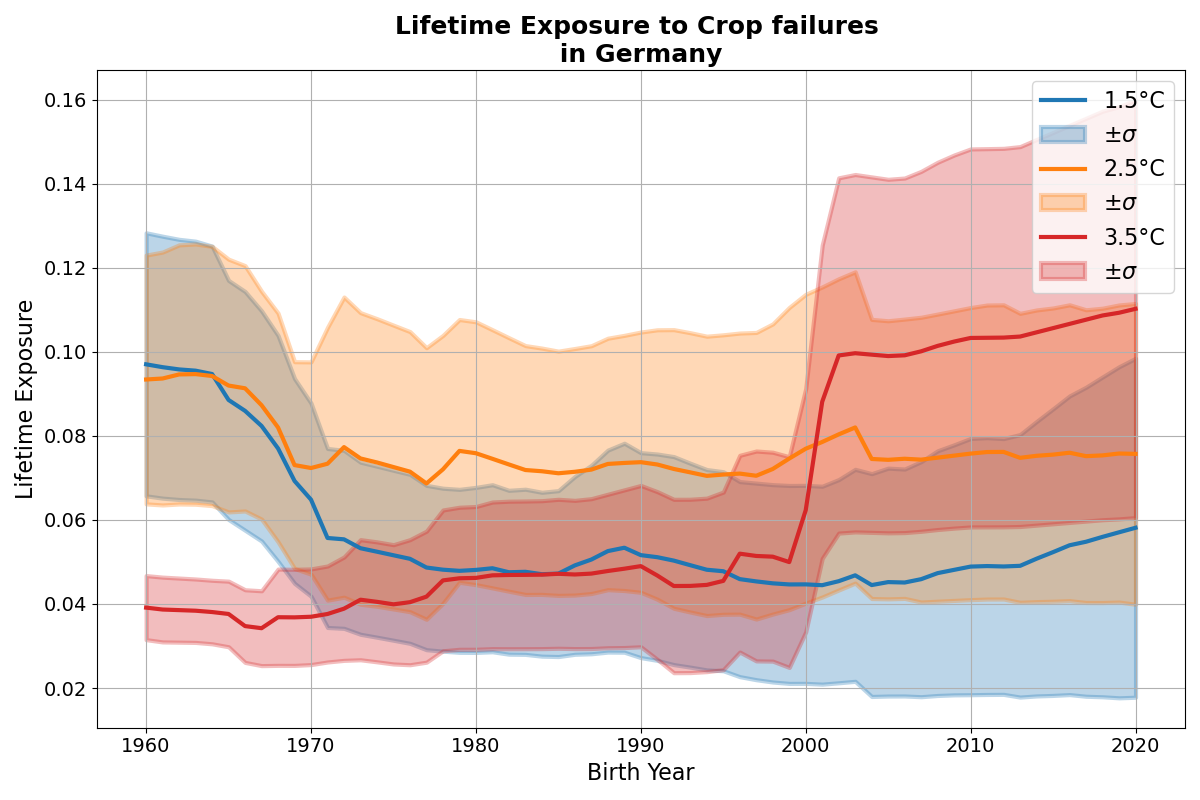 Lifetime Exposure to Crop failures
in Germany
Lifetime Exposure
0.16
0.14
0.12
0.10
0.08
0.06
0.04
0.02
1960 1970 1980 1990 2000 2010 2020
Birth Year
1.5°C
±σ
2.5°C
±σ
3.5°C
±σ